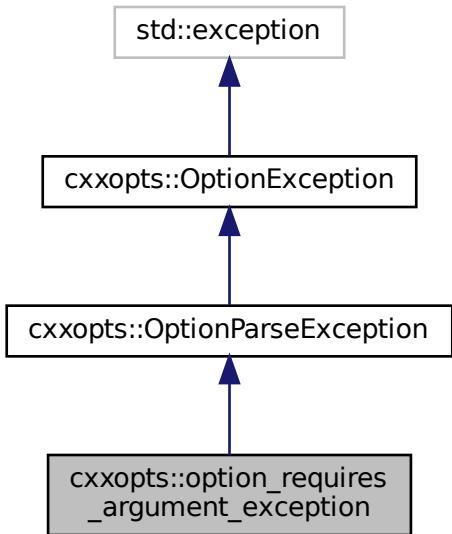 std::exception
cxxopts::OptionException
cxxopts::OptionParseException
cxxopts::option_requires
_argument_exception